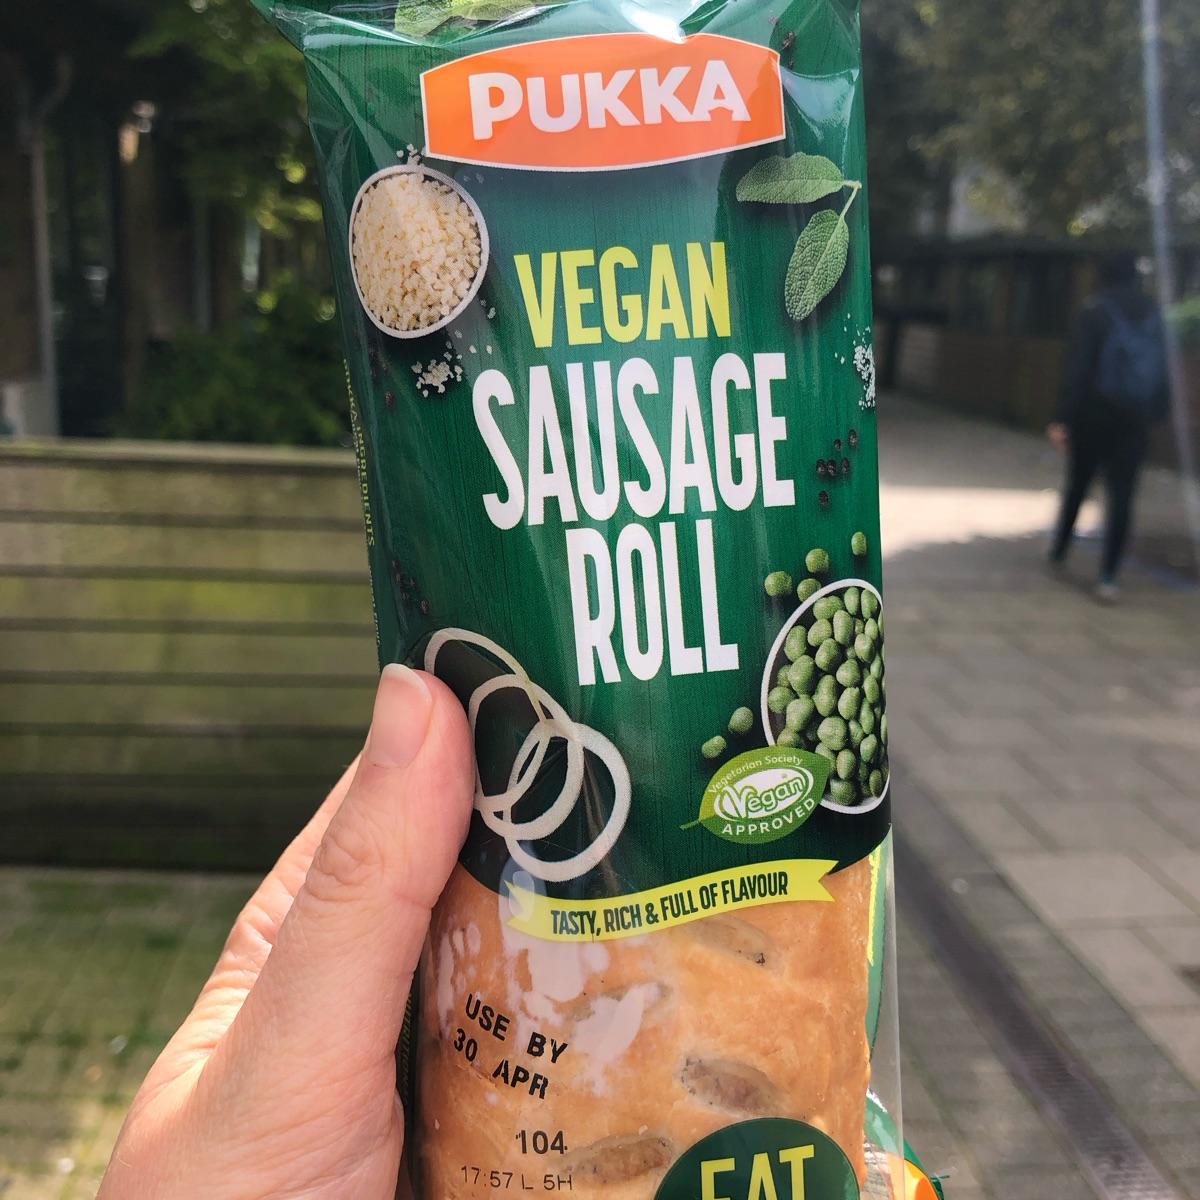 PUKKA
VEGAN
SAUSAGE
ROLL
Vegetarian Society
Vegan
APPROVED
TASTY, RICH & FULL OF FLAVOUR
USE BY
30 APR
104
17:57 L 5H
EAT
INGREDIENTS